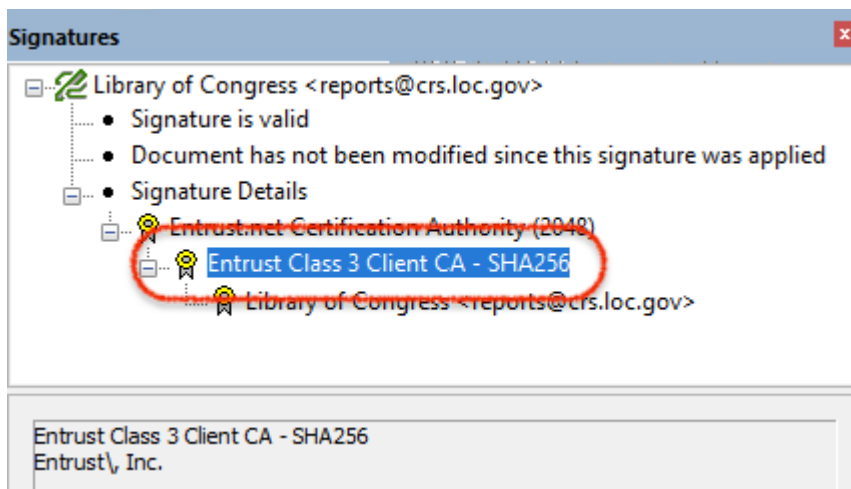 Signatures
Library of Congress <reports@crs.loc.gov>
Signature is valid
Document has not been modified since this signature was applied
Signature Details
Entrust.net Certification Authority (2048)
Entrust Class 3 Client CA - SHA256
Library of Congress <reports@crs.loc.gov>
Entrust Class 3 Client CA - SHA256
Entrust\, Inc.